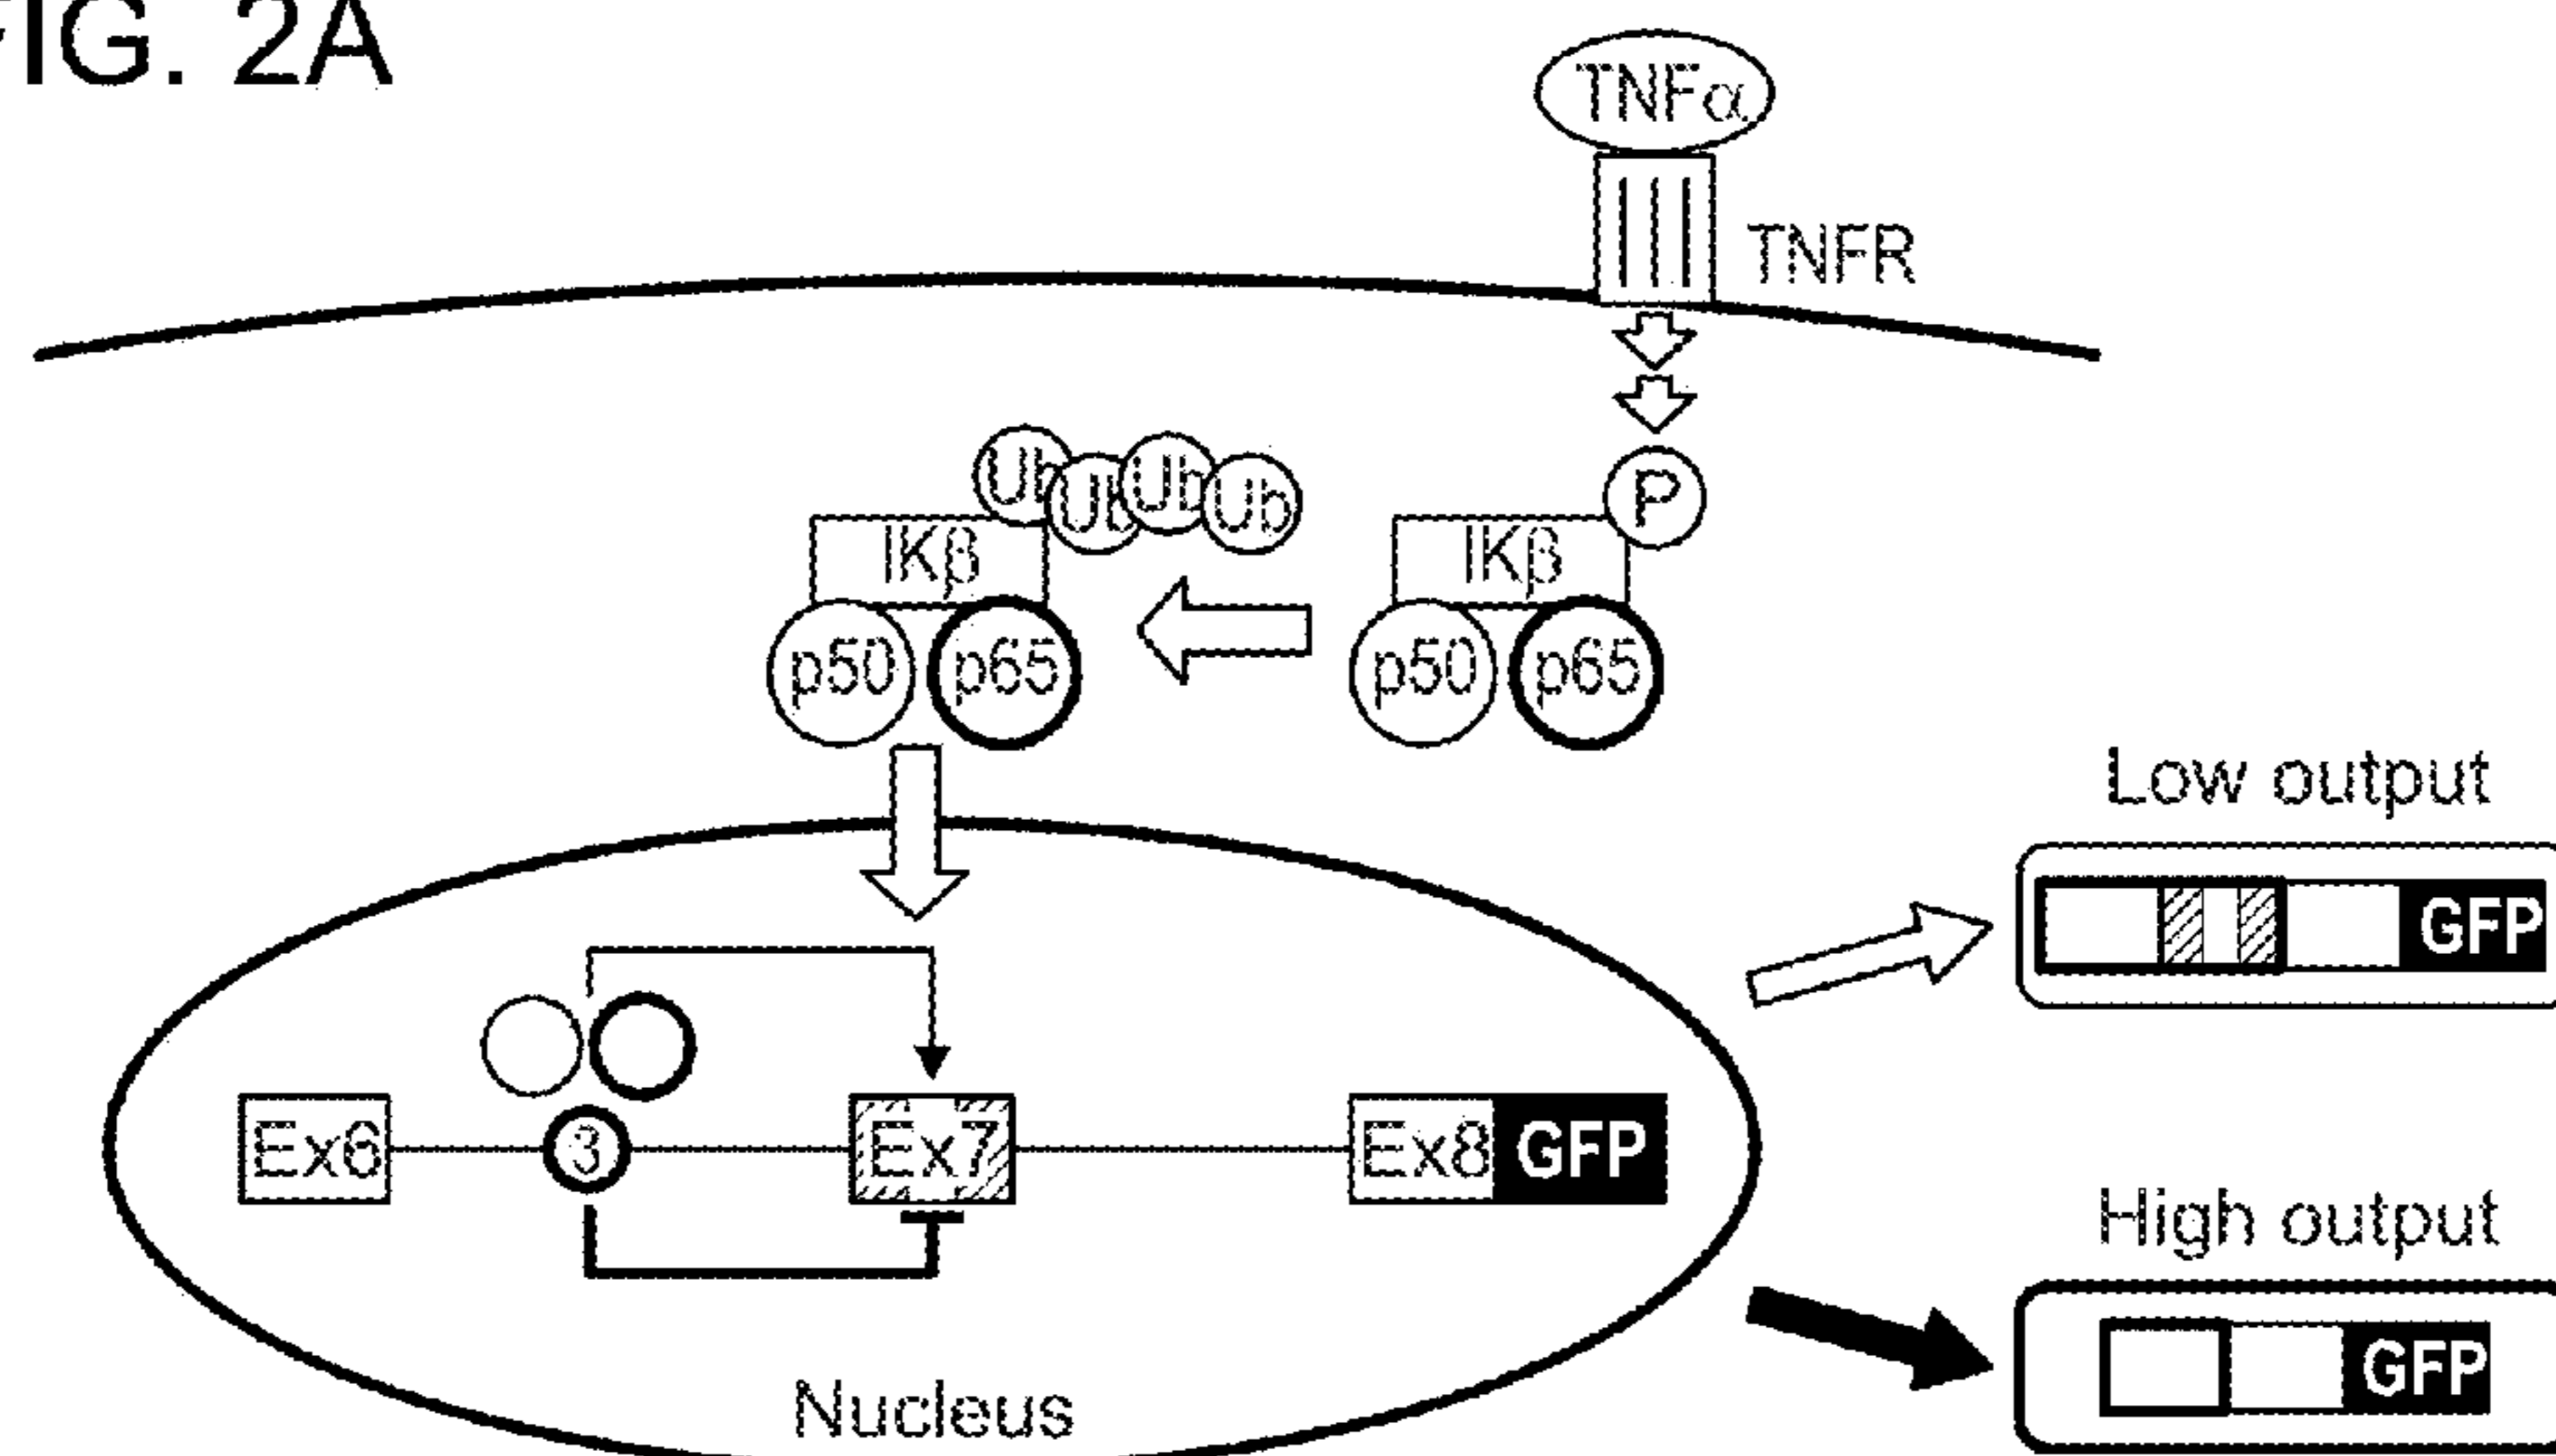 FIG. 2A
TNFα
TNFR
Ub Ub Ub Ub
P
IKβ
IKβ
p50 p65
p50 p65
Low output
GFP
3
Ex6
Ex7
Ex8 GFP
High output
GFP
Nucleus